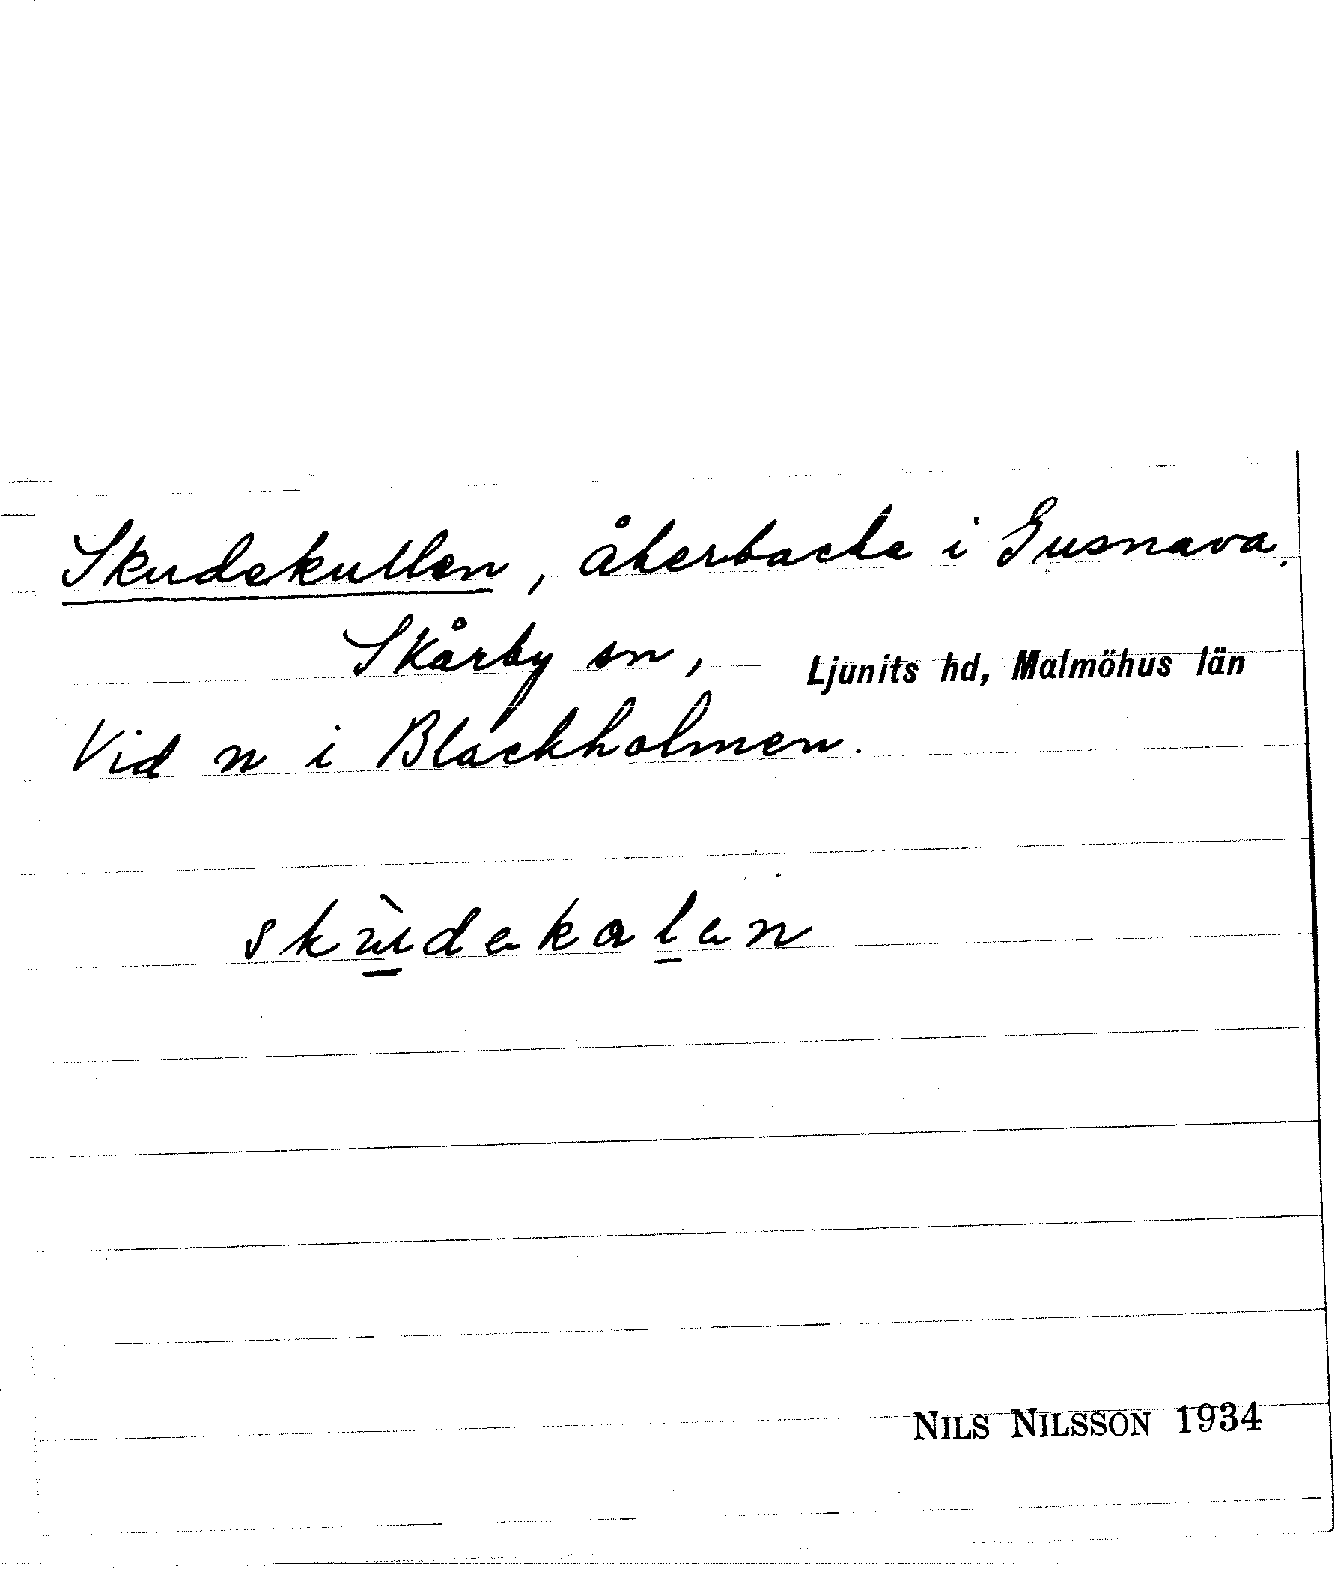 Skudekullen, åkerbacke i Gusnava.
Skårby sn, Ljunits hd, Malmöhus län
Vid n i Blackholmen.
skùdekalen
NILS NILSSON 1934